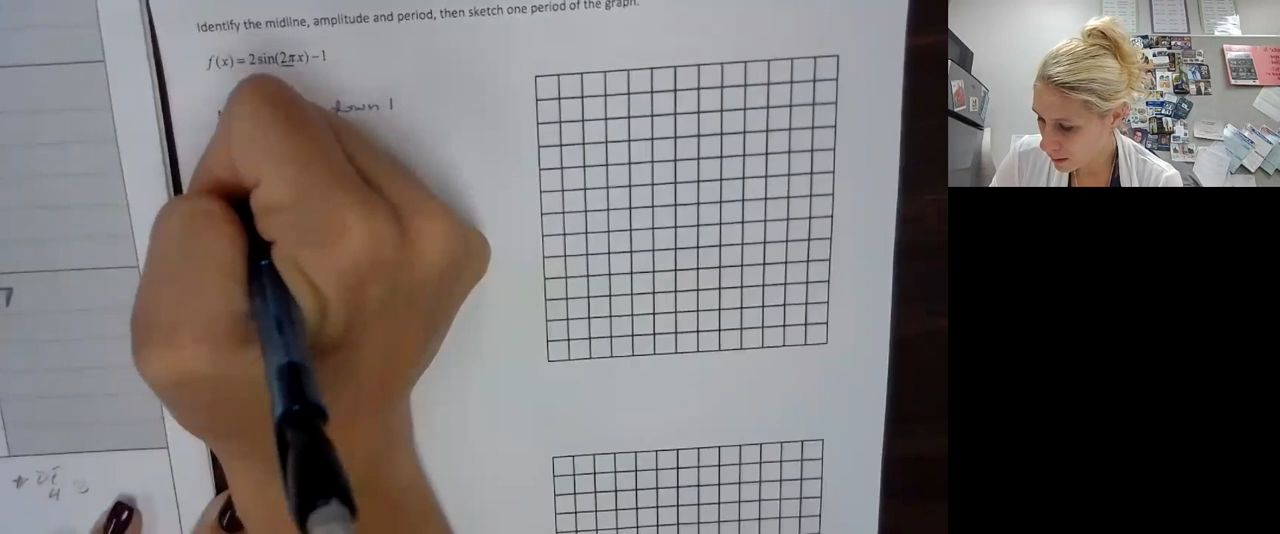 Identify the midline, amplitude and period, then sketch one period of the graph.
f(x) = 2sin(2πx) – 1
down 1